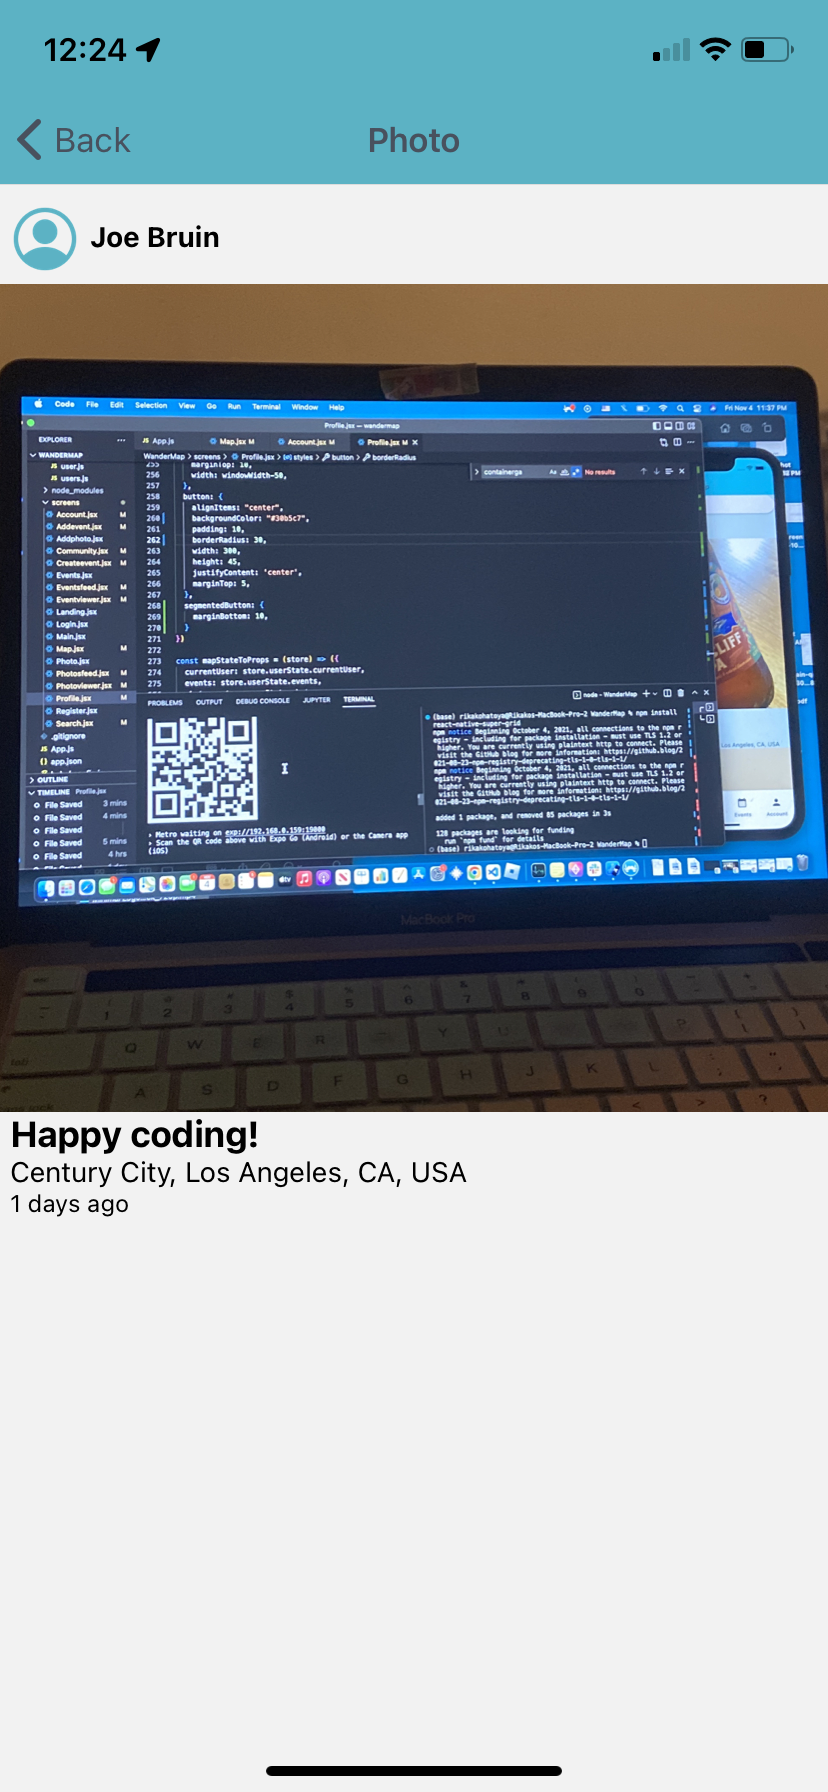 12:24
Back
Photo
Joe Bruin
Code File Edit Selection View Go Run Terminal Window Help
Fri Nov 4 11:37 PM
Profile.jsx — wandermap
EXPLORER
App.js
Map.jsx M
Account.jsx M
Profile.jsx M
WANDERMAP
WanderMap > screens > Profile.jsx > styles > button > borderRadius
user.js
users.js
node_modules
screens
Account.jsx M
Addevent.jsx M
Addphoto.jsx
Community.jsx M
Createevent.jsx M
Events.jsx
Eventsfeed.jsx M
Eventviewer.jsx M
Landing.jsx
Login.jsx
Main.jsx
Map.jsx M
Photo.jsx
Photosfeed.jsx M
Photoviewer.jsx M
Profile.jsx M
Register.jsx
Search.jsx M
.gitignore
App.js
app.json
OUTLINE
TIMELINE Profile.jsx
File Saved 3 mins
File Saved 4 mins
File Saved
File Saved 5 mins
File Saved 4 hrs
containerga
No results
255 marginTop: 10,
256 width: windowWidth-50,
257 },
258 button: {
259 alignItems: "center",
260 backgroundColor: "#30b5c7",
261 padding: 10,
262 borderRadius: 30,
263 width: 300,
264 height: 45,
265 justifyContent: 'center',
266 marginTop: 5,
267 },
268 segmentedButton: {
269 marginBottom: 10,
270 }
271 })
272
273 const mapStateToProps = (store) => ({
274 currentUser: store.userState.currentUser,
275 events: store.userState.events,
PROBLEMS OUTPUT DEBUG CONSOLE JUPYTER TERMINAL
node - WanderMap
› Metro waiting on exp://192.168.0.159:19000
› Scan the QR code above with Expo Go (Android) or the Camera app
(iOS)
(base) rikakohatoya@Rikakos-MacBook-Pro-2 WanderMap % npm install
react-native-super-grid
npm notice Beginning October 4, 2021, all connections to the npm r
egistry - including for package installation - must use TLS 1.2 or
higher. You are currently using plaintext http to connect. Please
visit the GitHub blog for more information: https://github.blog/2
021-08-23-npm-registry-deprecating-tls-1-0-tls-1-1/
npm notice Beginning October 4, 2021, all connections to the npm r
egistry - including for package installation - must use TLS 1.2 or
higher. You are currently using plaintext http to connect. Please
visit the GitHub blog for more information: https://github.blog/2
021-08-23-npm-registry-deprecating-tls-1-0-tls-1-1/
added 1 package, and removed 85 packages in 3s
128 packages are looking for funding
run `npm fund` for details
(base) rikakohatoya@Rikakos-MacBook-Pro-2 WanderMap %
Los Angeles, CA, USA
Events
Account
MacBook Pro
1 2 3 4 5 6 7 8 9 0
Q W E R Y U P
A S D F G H J K L
Happy coding!
Century City, Los Angeles, CA, USA
1 days ago